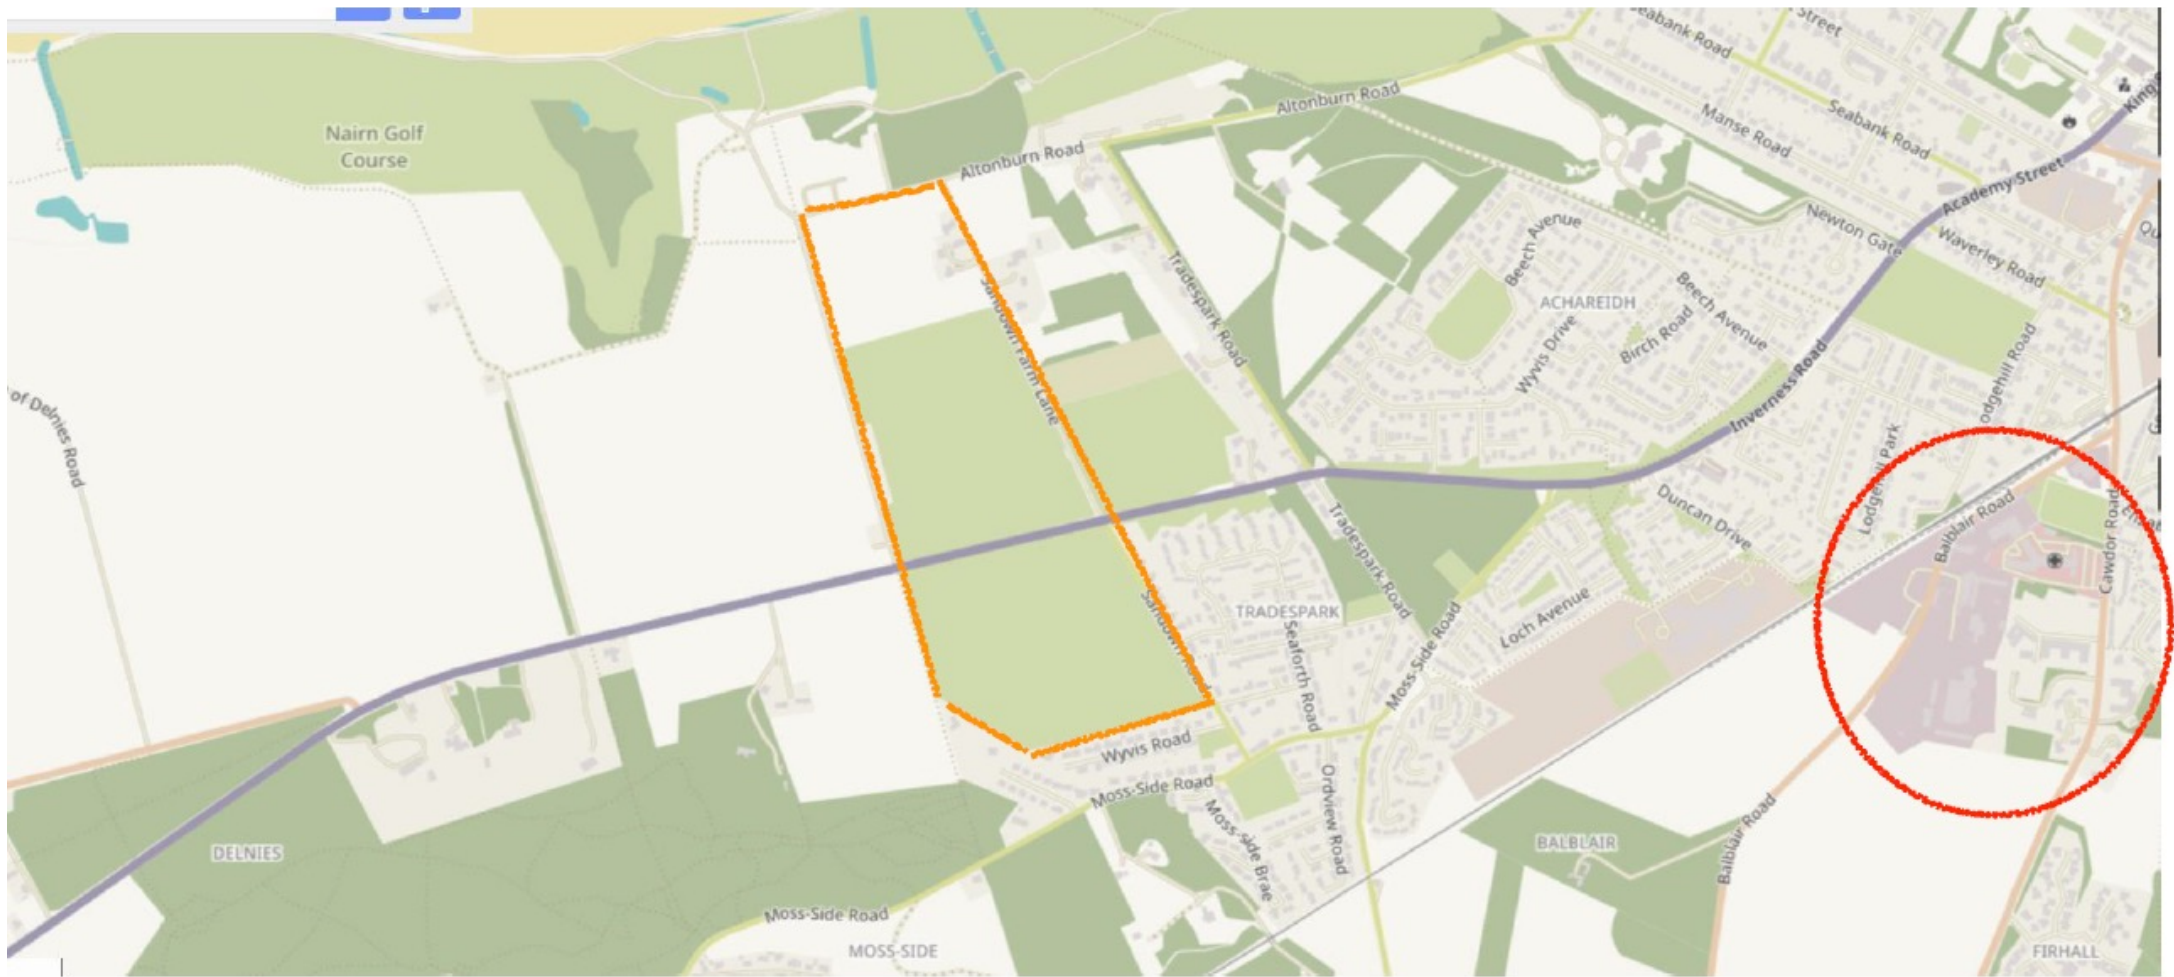 Seabank Road
Street
Altonburn Road
Nairn Golf
Course
Manse Road
Seabank Road
Altonburn Road
Academy Street
Newton Gate
Waverley Road
Beech Avenue
Tradespark Road
Beech Avenue
ACHAREIDH
Sandown Farm Lane
Birch Road
Wyvis Drive
Inverness Road
Lodgehill Road
of Delnies Road
Lodgehill Park
Duncan Drive
Balblair Road
Cawdor Road
Tradespark Road
Sandown Road
TRADESPARK
Loch Avenue
Seaforth Road
Moss-Side Road
Wyvis Road
Moss-Side Road
Ordview Road
Moss-side Brae
Balblair Road
BALBLAIR
DELNIES
Moss-Side Road
MOSS-SIDE
FIRHALL